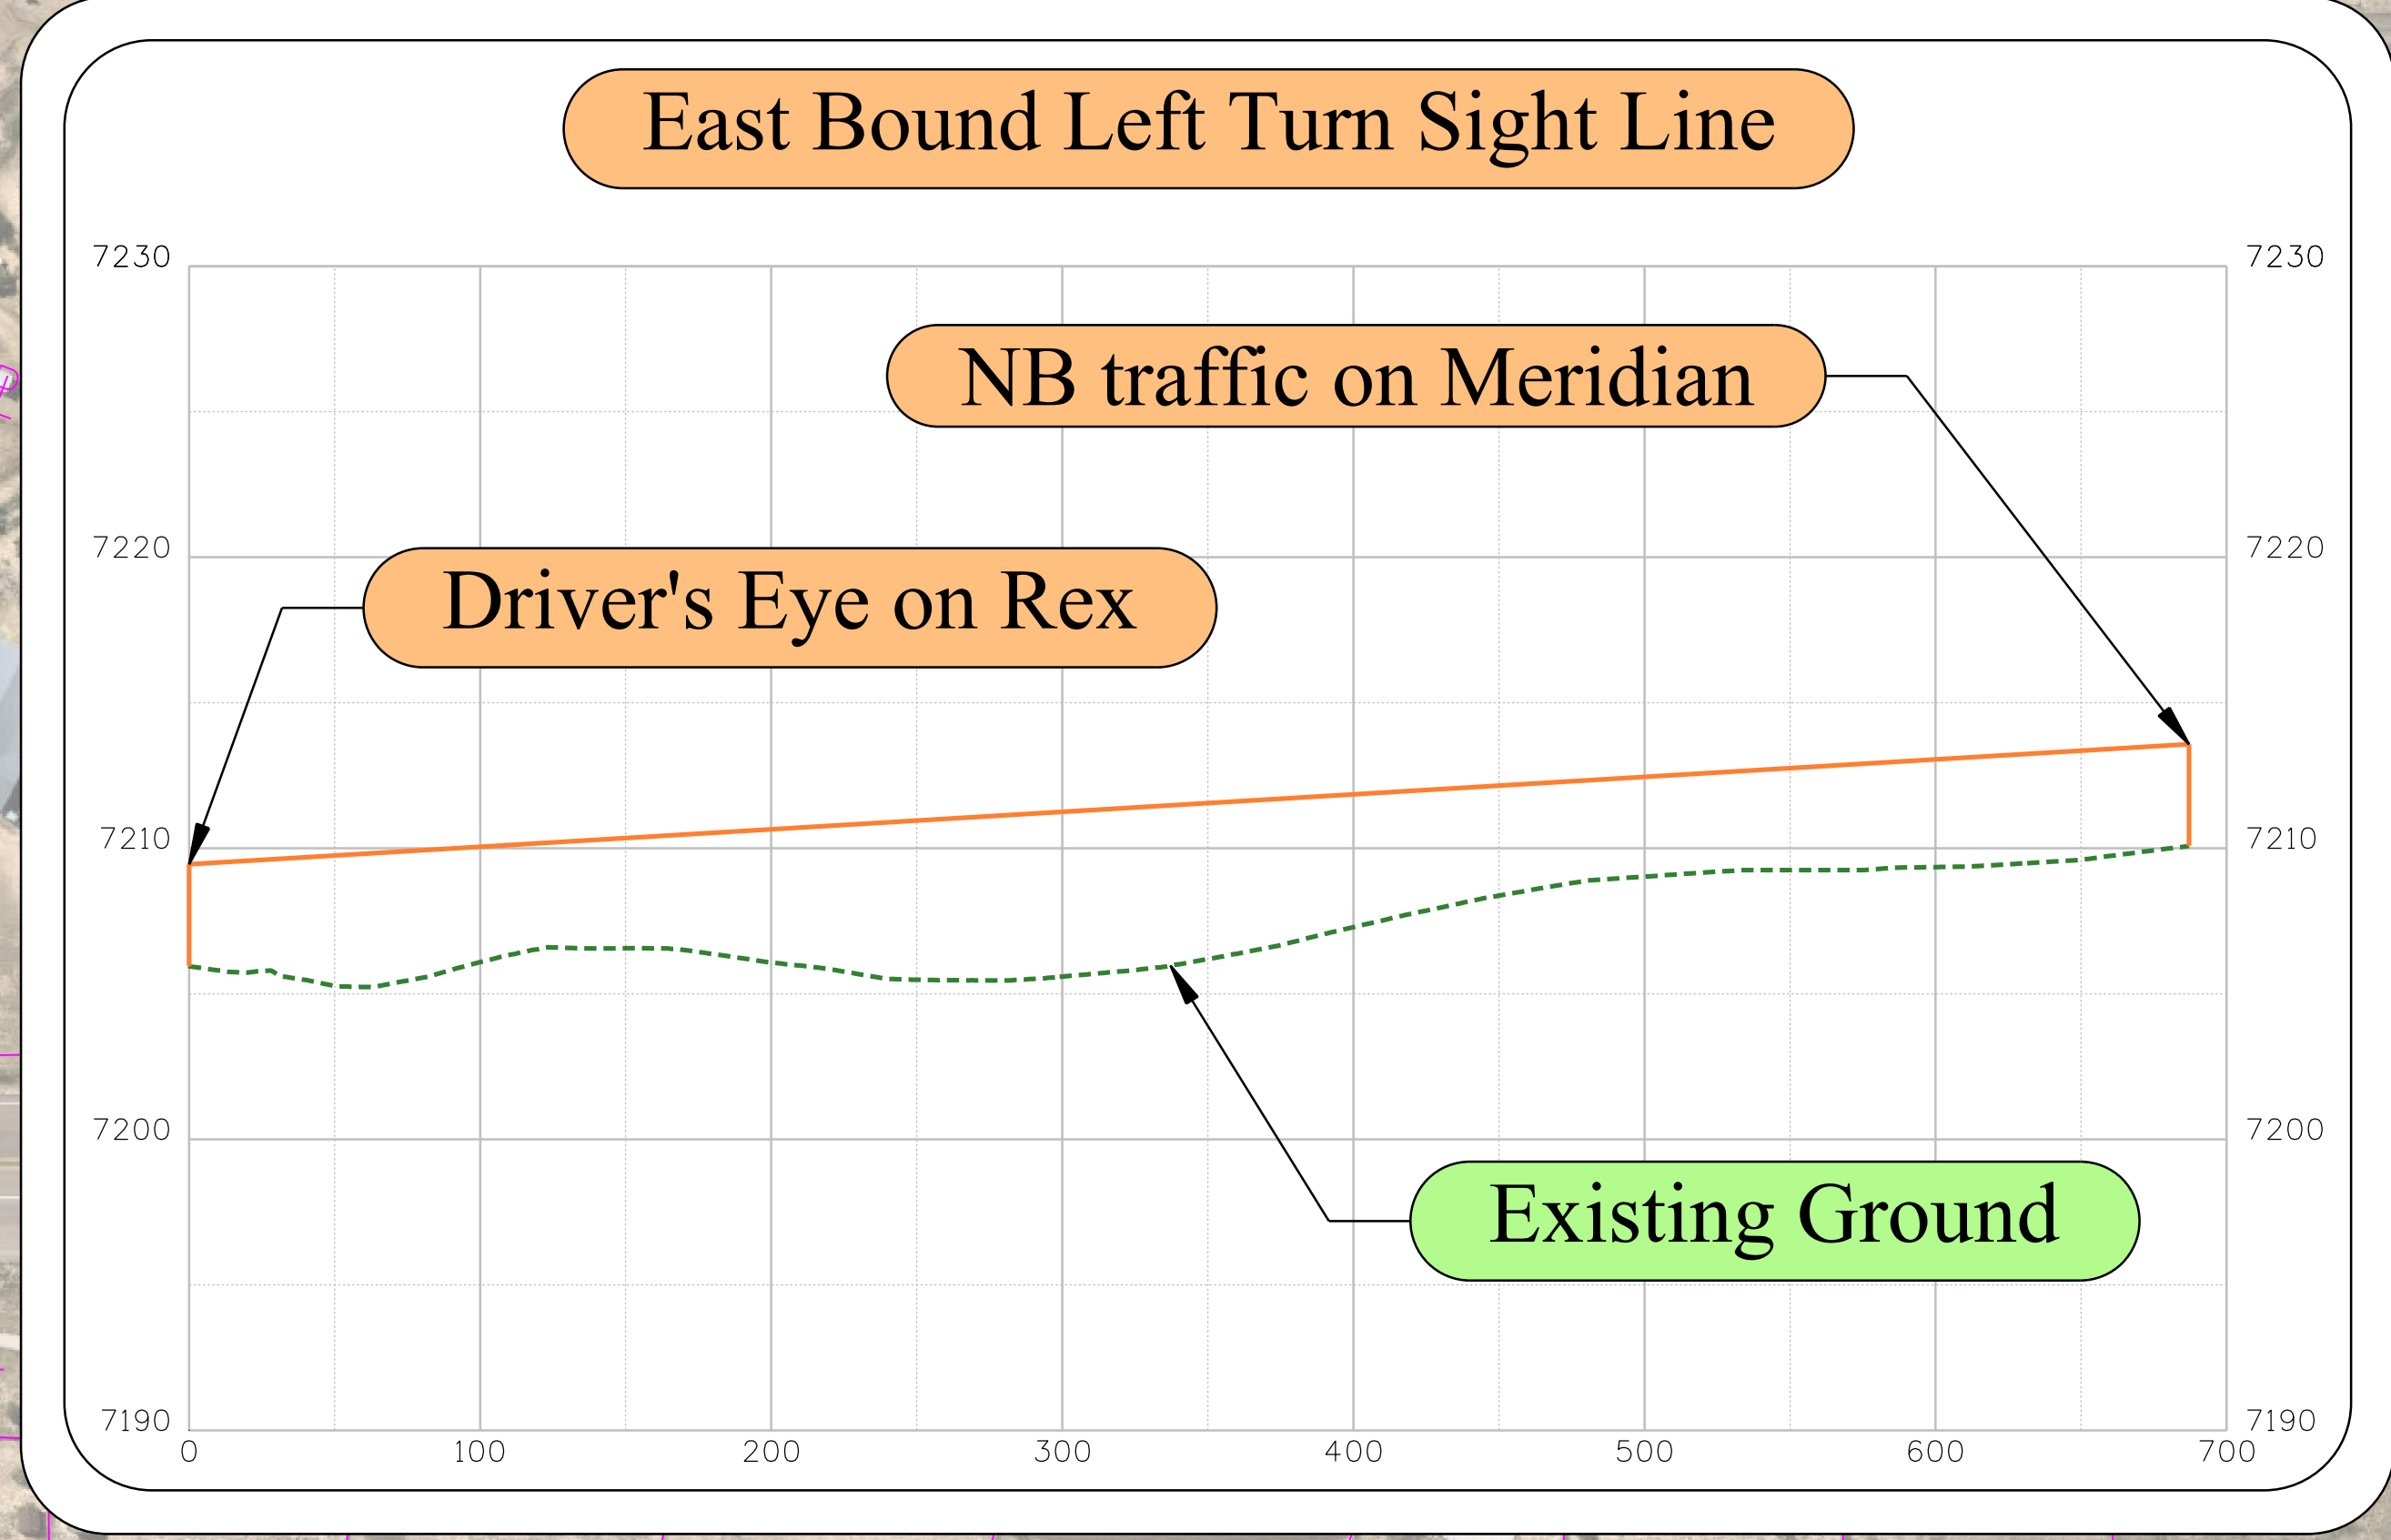 East Bound Left Turn Sight Line
7230 7230
NB traffic on Meridian
7220 7220
Driver's Eye on Rex
7210 7210
7200 7200
Existing Ground
7190 7190
0 100 200 300 400 500 600 700